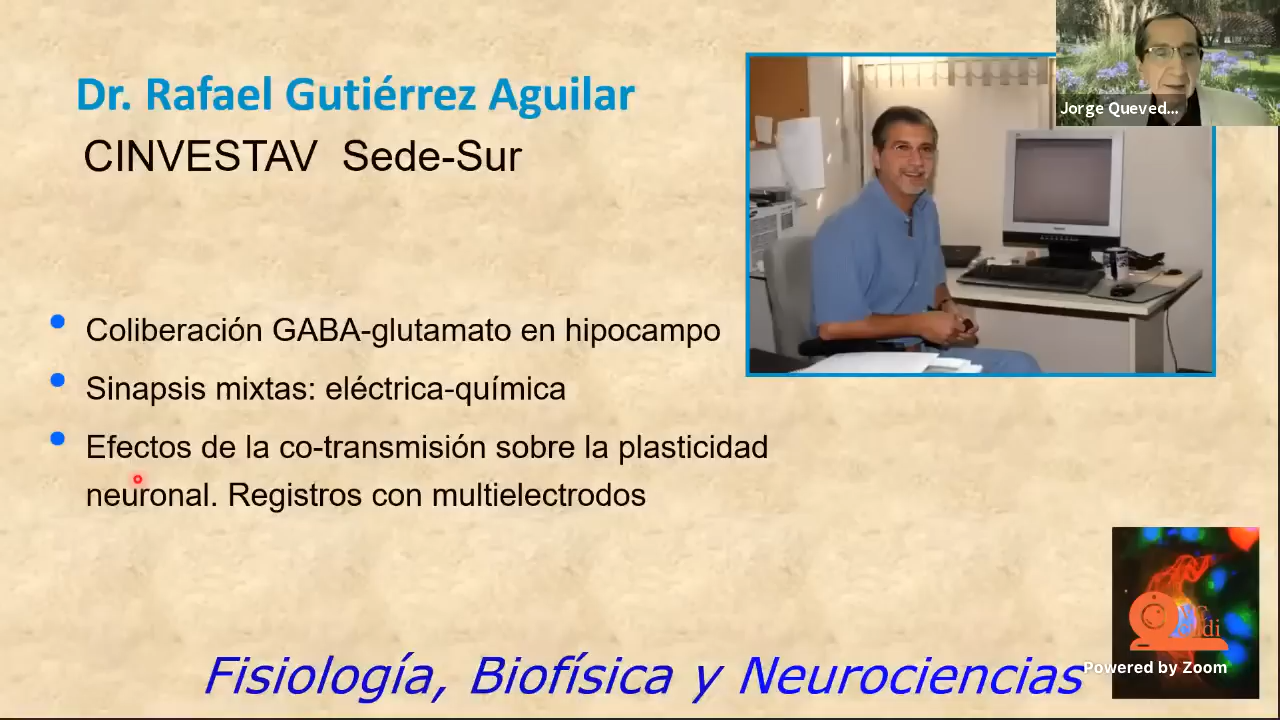 Dr. Rafael Gutiérrez Aguilar
CINVESTAV Sede-Sur
Jorge Queved...
Coliberación GABA-glutamato en hipocampo
Sinapsis mixtas: eléctrica-química
Efectos de la co-transmisión sobre la plasticidad
neuronal. Registros con multielectrodos
Fisiología, Biofísica y Neurociencias
Powered by Zoom